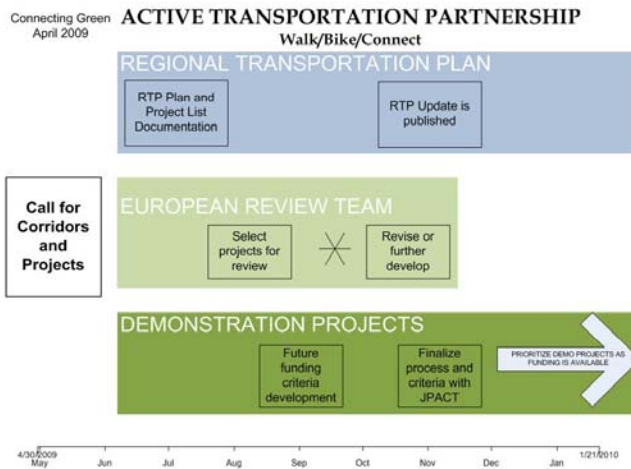 Connecting Green
April 2009
ACTIVE TRANSPORTATION PARTNERSHIP
Walk/Bike/Connect
REGIONAL TRANSPORTATION PLAN
RTP Plan and
Project List
Documentation
RTP Update is
published
Call for
Corridors
and
Projects
EUROPEAN REVIEW TEAM
Select
projects for
review
Revise or
further
develop
DEMONSTRATION PROJECTS
Future
funding
criteria
development
Finalize
process and
criteria with
JPACT
PRIORITIZE DEMO PROJECTS AS
FUNDING IS AVAILABLE
4/30/2009 1/21/2010
May Jun Jul Aug Sep Oct Nov Dec Jan